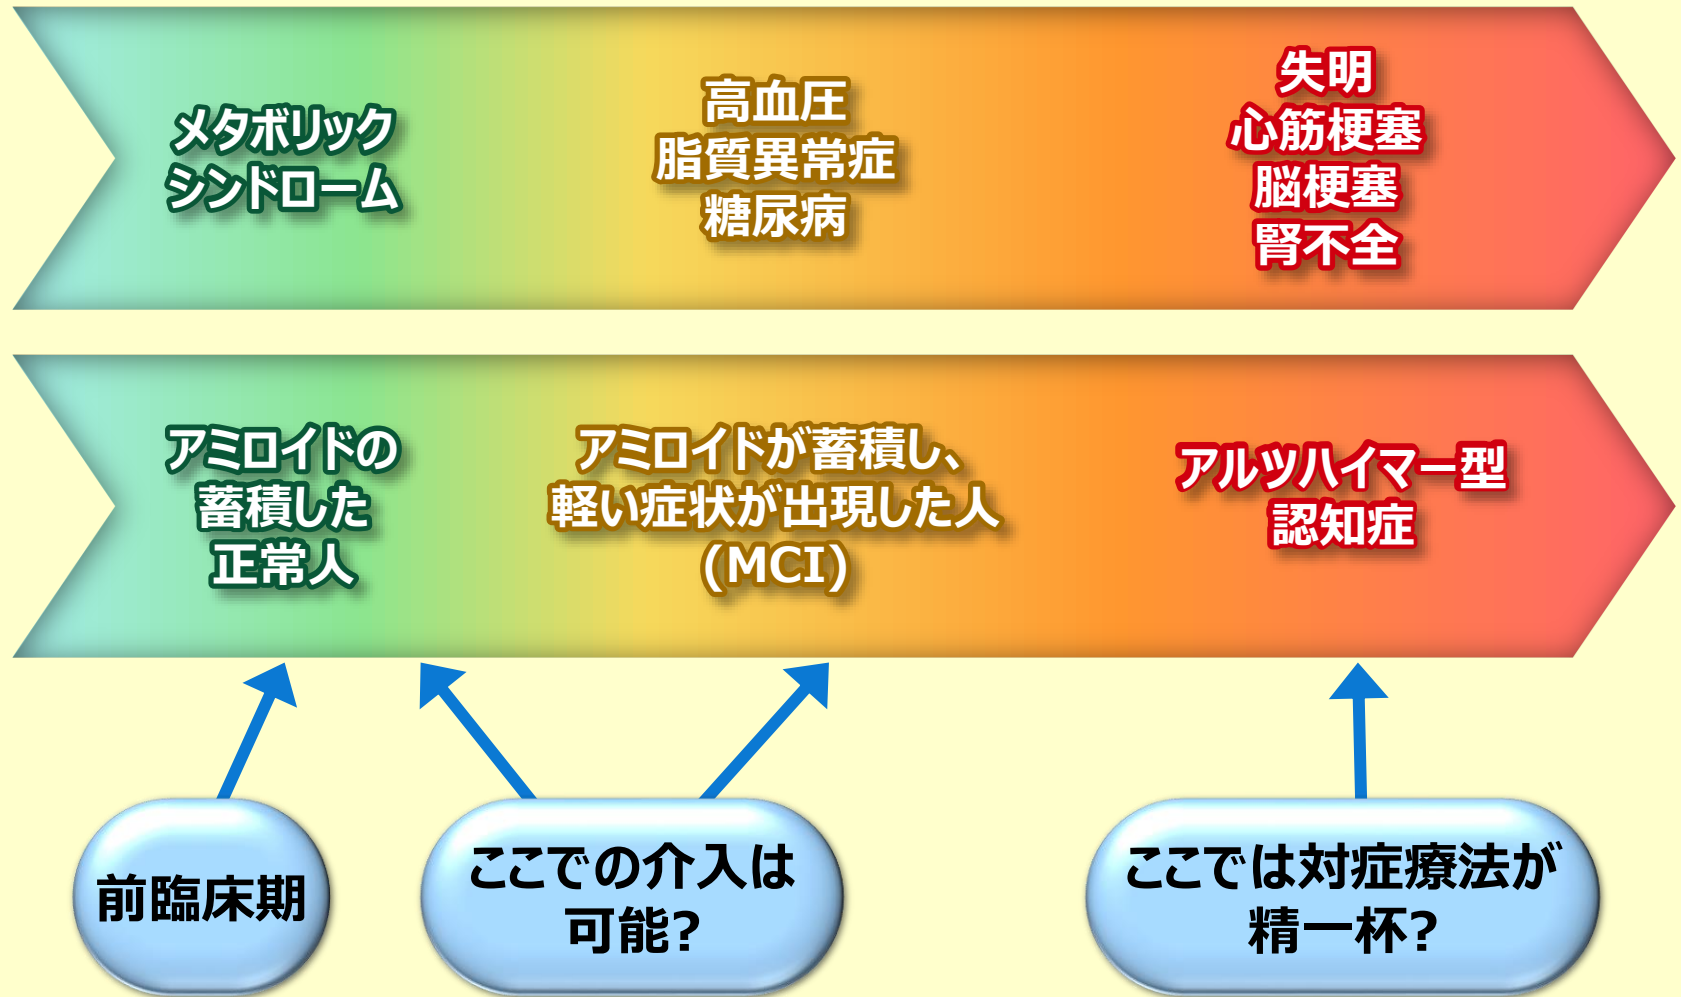 メタボリック
シンドローム
高血圧
脂質異常症
糖尿病
失明
心筋梗塞
脳梗塞
腎不全
アミロイドの
蓄積した
正常人
アミロイドが蓄積し、
軽い症状が出現した人
(MCI)
アルツハイマー型
認知症
前臨床期
ここでの介入は
可能?
ここでは対症療法が
精一杯?